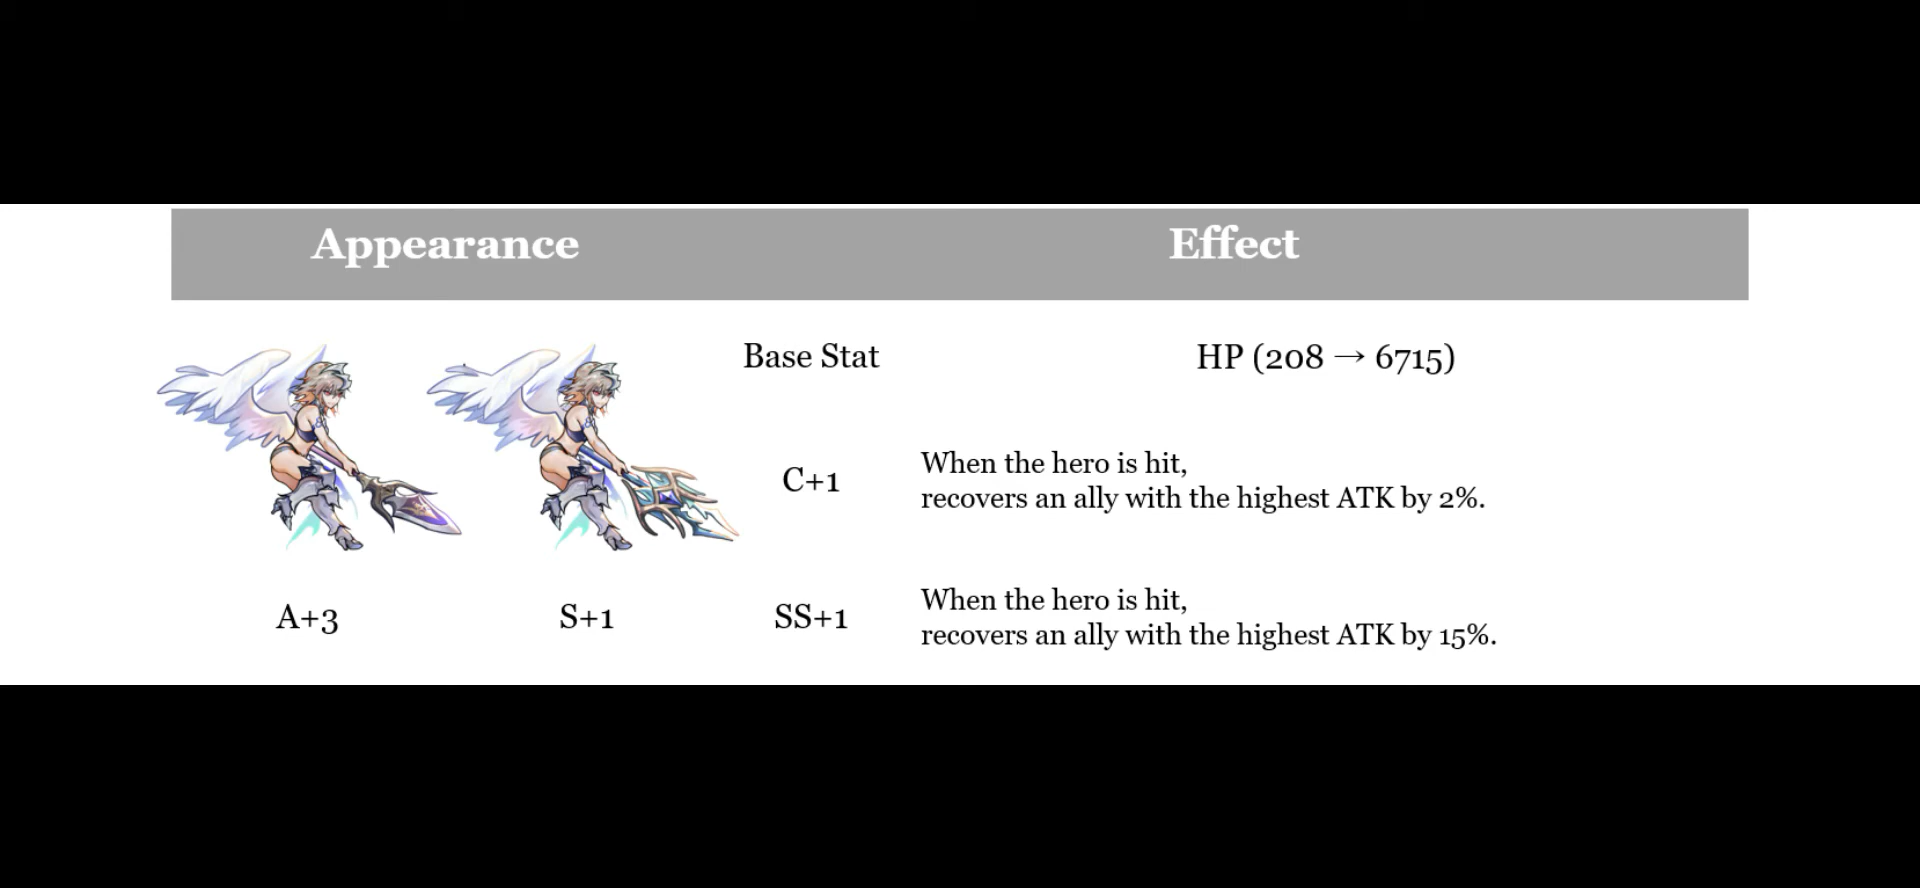 Appearance
Effect
Base Stat
HP (208 → 6715)
C+1
When the hero is hit,
recovers an ally with the highest ATK by 2%.
A+3
S+1
SS+1
When the hero is hit,
recovers an ally with the highest ATK by 15%.